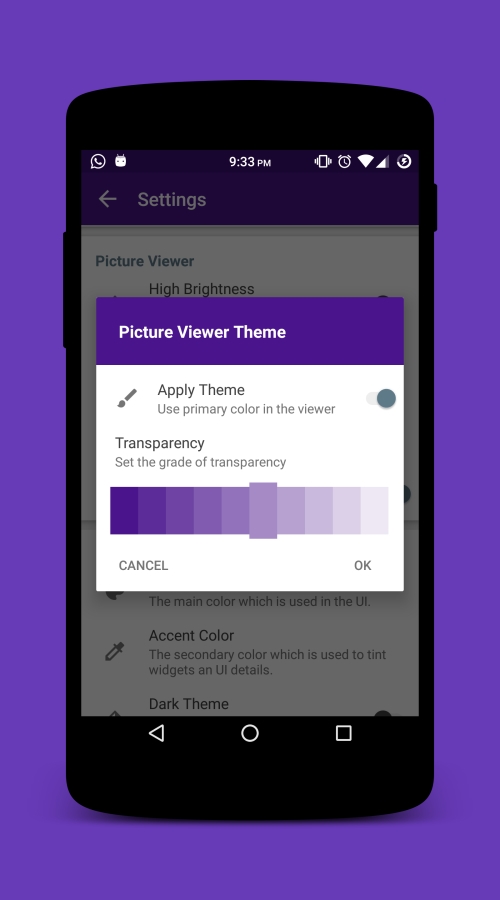 9:33 PM
Settings
Picture Viewer
High Brightness
Picture Viewer Theme
Apply Theme
Use primary color in the viewer
Transparency
Set the grade of transparency
CANCEL OK
The main color which is used in the UI.
Accent Color
The secondary color which is used to tint
widgets an UI details.
Dark Theme